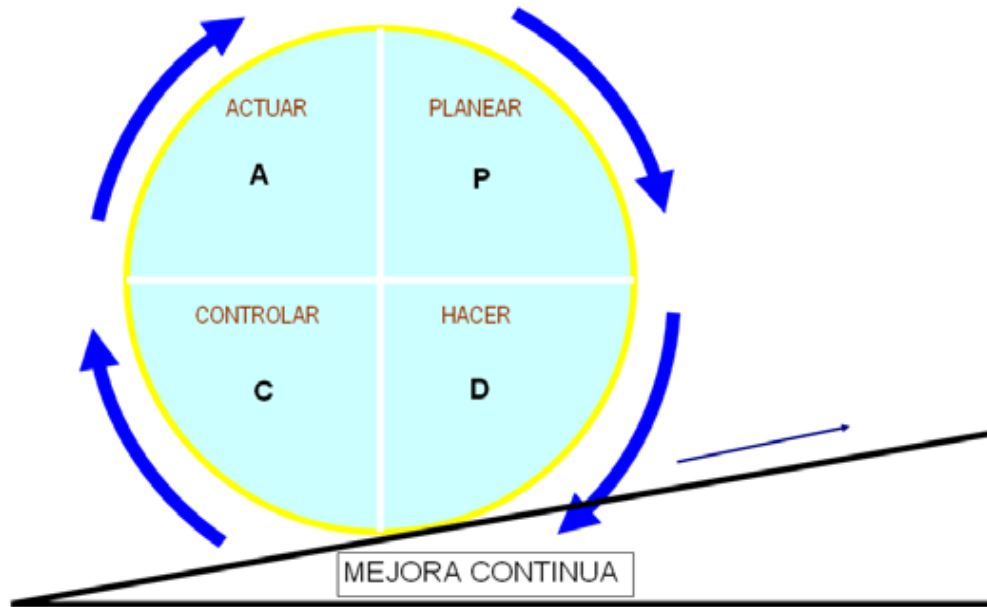 ACTUAR
PLANEAR
A
P
CONTROLAR
HACER
C
D
MEJORA CONTINUA